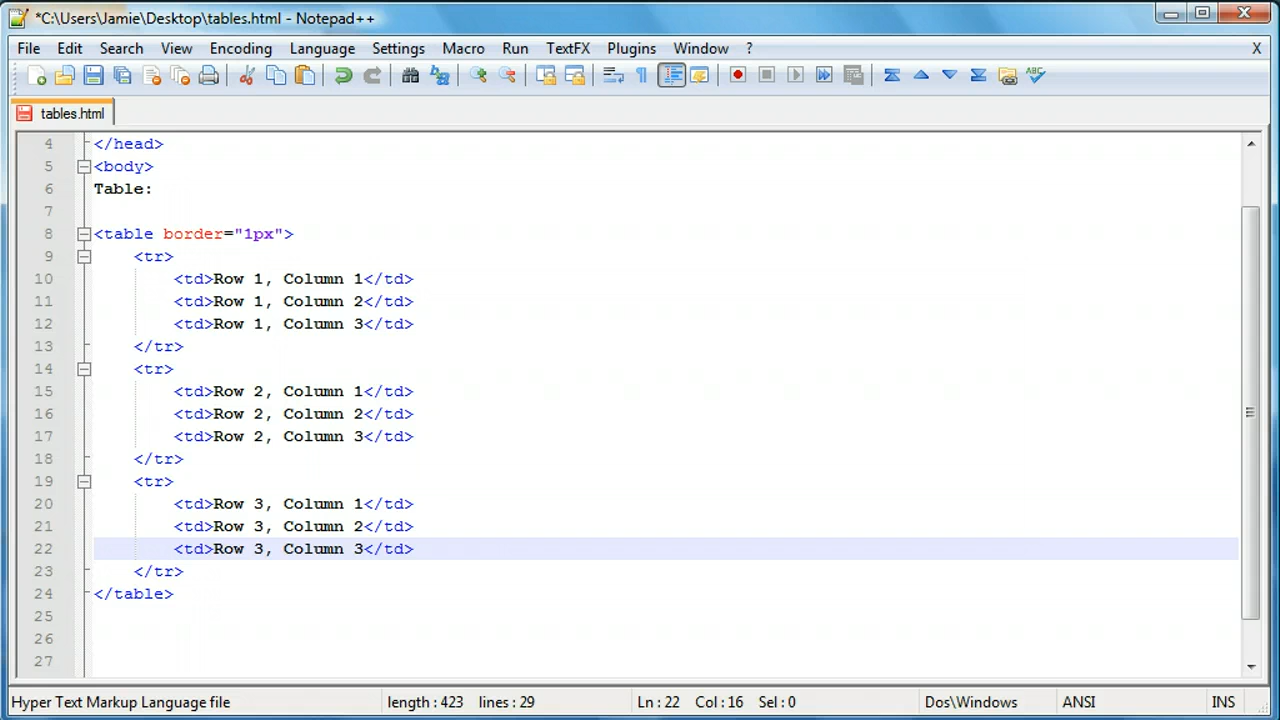 *C:\Users\Jamie\Desktop\tables.html - Notepad++
File Edit Search View Encoding Language Settings Macro Run TextFX Plugins Window ? X
ABC
tables.html
4 </head>
5 <body>
6 Table:
7
8 <table border="1px">
9 <tr>
10 <td>Row 1, Column 1</td>
11 <td>Row 1, Column 2</td>
12 <td>Row 1, Column 3</td>
13 </tr>
14 <tr>
15 <td>Row 2, Column 1</td>
16 <td>Row 2, Column 2</td>
17 <td>Row 2, Column 3</td>
18 </tr>
19 <tr>
20 <td>Row 3, Column 1</td>
21 <td>Row 3, Column 2</td>
22 <td>Row 3, Column 3</td>
23 </tr>
24 </table>
25
26
27
Hyper Text Markup Language file length : 423 lines : 29 Ln : 22 Col : 16 Sel : 0 Dos\Windows ANSI INS